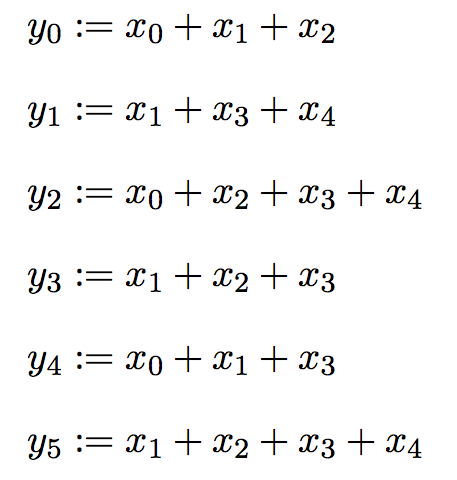 y₀ := x₀ + x₁ + x₂
y₁ := x₁ + x₃ + x₄
y₂ := x₀ + x₂ + x₃ + x₄
y₃ := x₁ + x₂ + x₃
y₄ := x₀ + x₁ + x₃
y₅ := x₁ + x₂ + x₃ + x₄